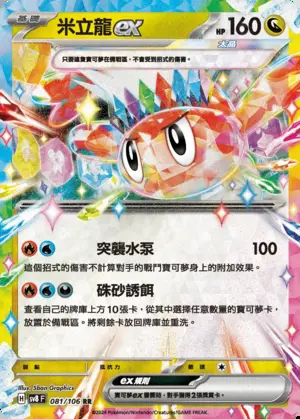 基礎 米立龍ex HP 160
太晶
只要這隻寶可夢在備戰區,不會受到招式的傷害。
突襲水泵 100
這個招式的傷害不計算對手的戰鬥寶可夢身上的附加效果。
硃砂誘餌
查看自己的牌庫上方10張卡,從其中選擇任意數量的寶可夢卡,
放置於備戰區。將剩餘卡放回牌庫並重洗。
弱點 抵抗力 撤退
ex規則
寶可夢ex昏厥時,對手獲得2張獎賞卡。
Illus. 5ban Graphics
H sv8 F 081/106 RR
©2024 Pokémon/Nintendo/Creatures/GAME FREAK.